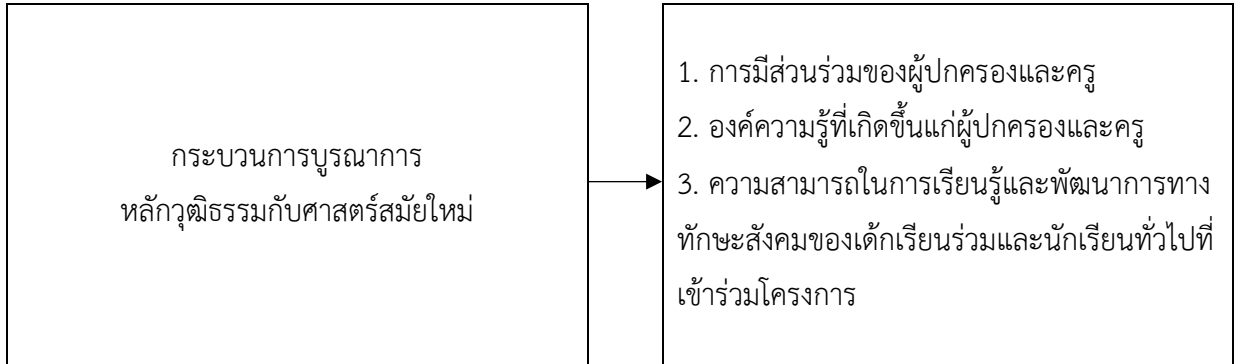 กระบวนการบูรณาการ
หลักวุฒิธรรมกับศาสตร์สมัยใหม่
1. การมีส่วนร่วมของผู้ปกครองและครู
2. องค์ความรู้ที่เกิดขึ้นแก่ผู้ปกครองและครู
3. ความสามารถในการเรียนรู้และพัฒนาการทาง
ทักษะสังคมของเด็กเรียนร่วมและนักเรียนทั่วไปที่
เข้าร่วมโครงการ